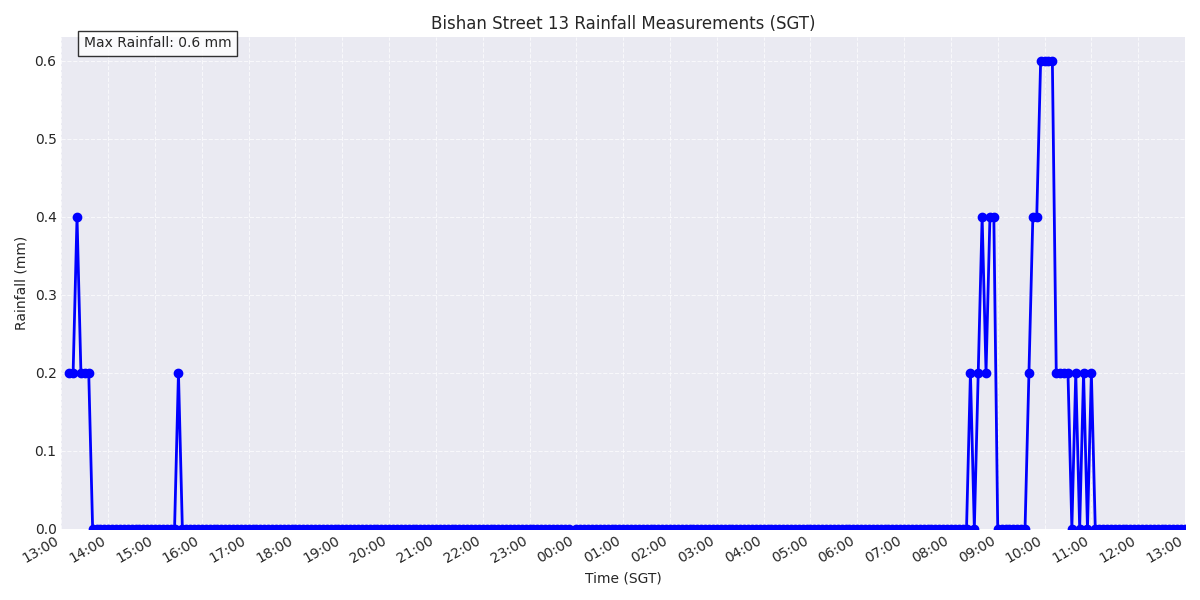 Bishan Street 13 Rainfall Measurements (SGT)
Max Rainfall: 0.6 mm
0.6
0.5
0.4
0.3
0.2
0.1
0.0
Rainfall (mm)
13:00 14:00 15:00 16:00 17:00 18:00 19:00 20:00 21:00 22:00 23:00 00:00 01:00 02:00 03:00 04:00 05:00 06:00 07:00 08:00 09:00 10:00 11:00 12:00 13:00
Time (SGT)